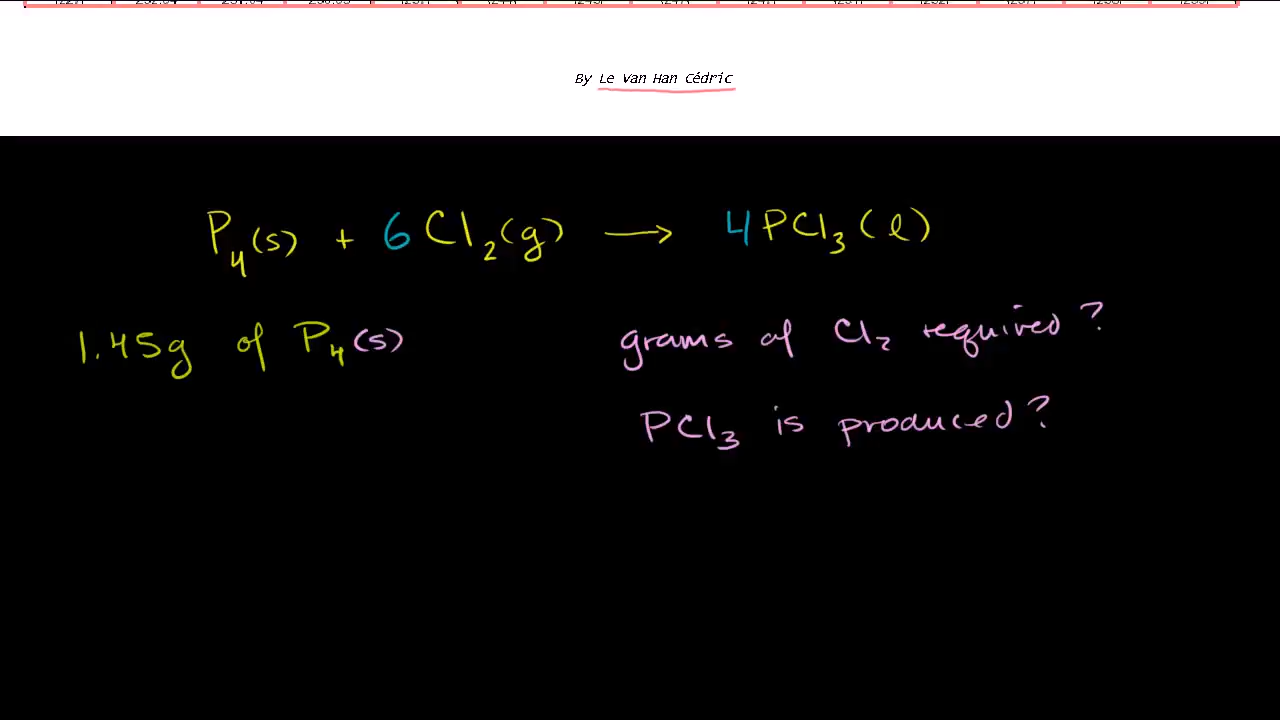 By Le Van Han Cédric
P₄(s) + 6Cl₂(g) → 4PCl₃(l)
1.45g of P₄(s)
grams of Cl₂ required?
PCl₃ is produced?